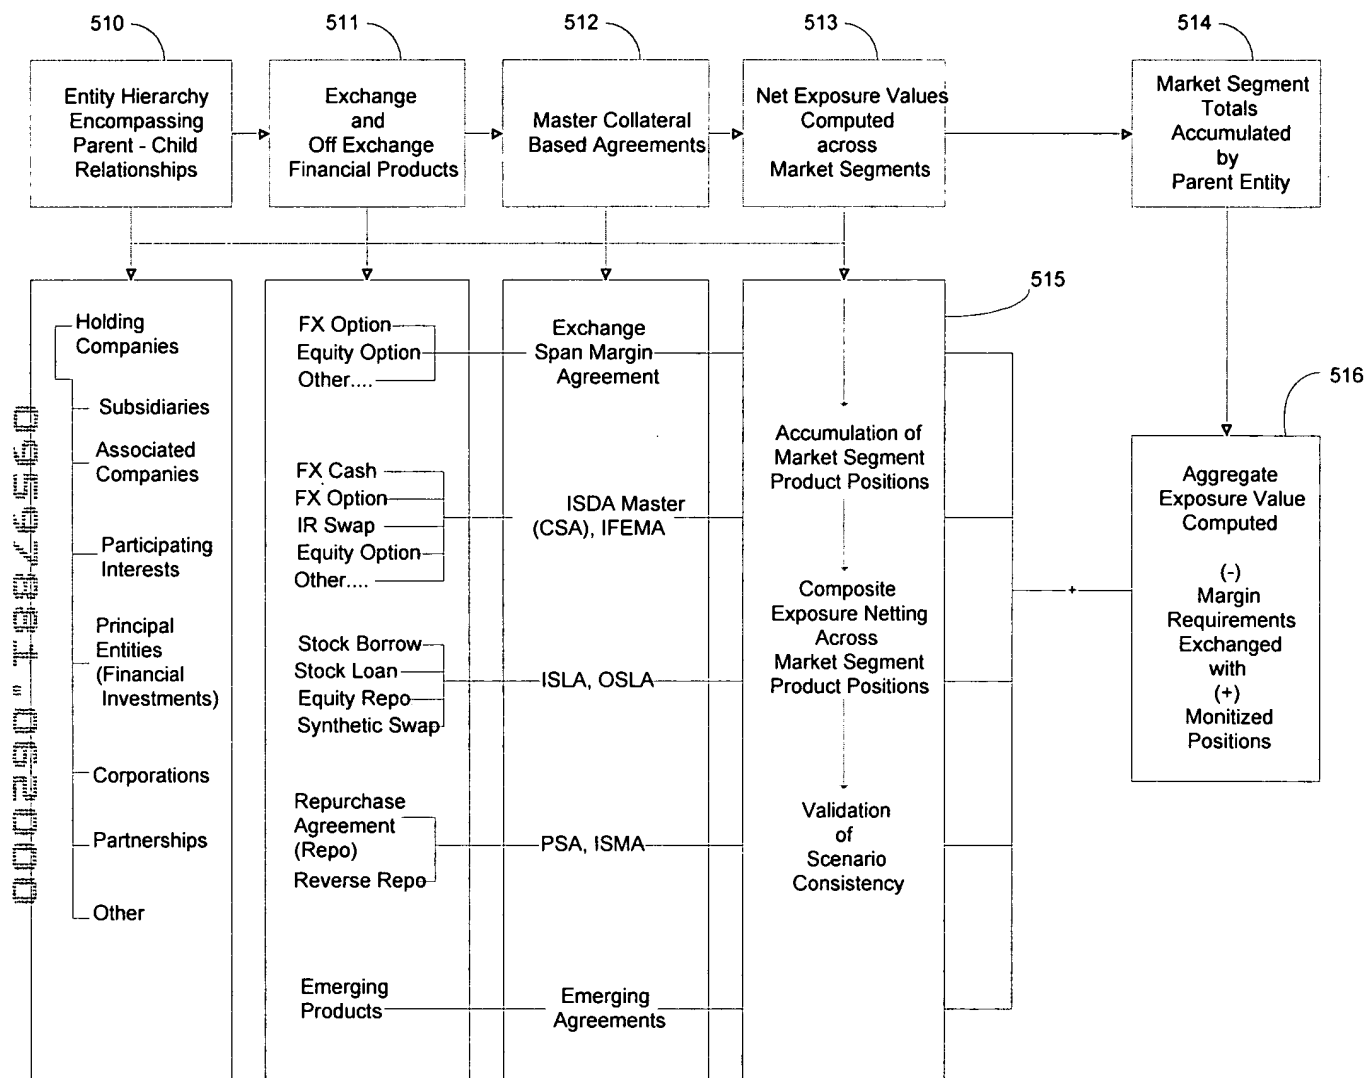 510
511
512
513
514
Entity Hierarchy
Encompassing
Parent - Child
Relationships
Exchange
and
Off Exchange
Financial Products
Master Collateral
Based Agreements
Net Exposure Values
Computed
across
Market Segments
Market Segment
Totals
Accumulated
by
Parent Entity
Holding
Companies
Subsidiaries
Associated
Companies
Participating
Interests
Principal
Entities
(Financial
Investments)
Corporations
Partnerships
Other
FX Option
Equity Option
Other....
FX Cash
FX Option
IR Swap
Equity Option
Other....
Stock Borrow
Stock Loan
Equity Repo
Synthetic Swap
Repurchase
Agreement
(Repo)
Reverse Repo
Emerging
Products
Exchange
Span Margin
Agreement
ISDA Master
(CSA), IFEMA
ISLA, OSLA
PSA, ISMA
Emerging
Agreements
515
Accumulation of
Market Segment
Product Positions
Composite
Exposure Netting
Across
Market Segment
Product Positions
Validation
of
Scenario
Consistency
+
516
Aggregate
Exposure Value
Computed
(-)
Margin
Requirements
Exchanged
with
(+)
Monitized
Positions